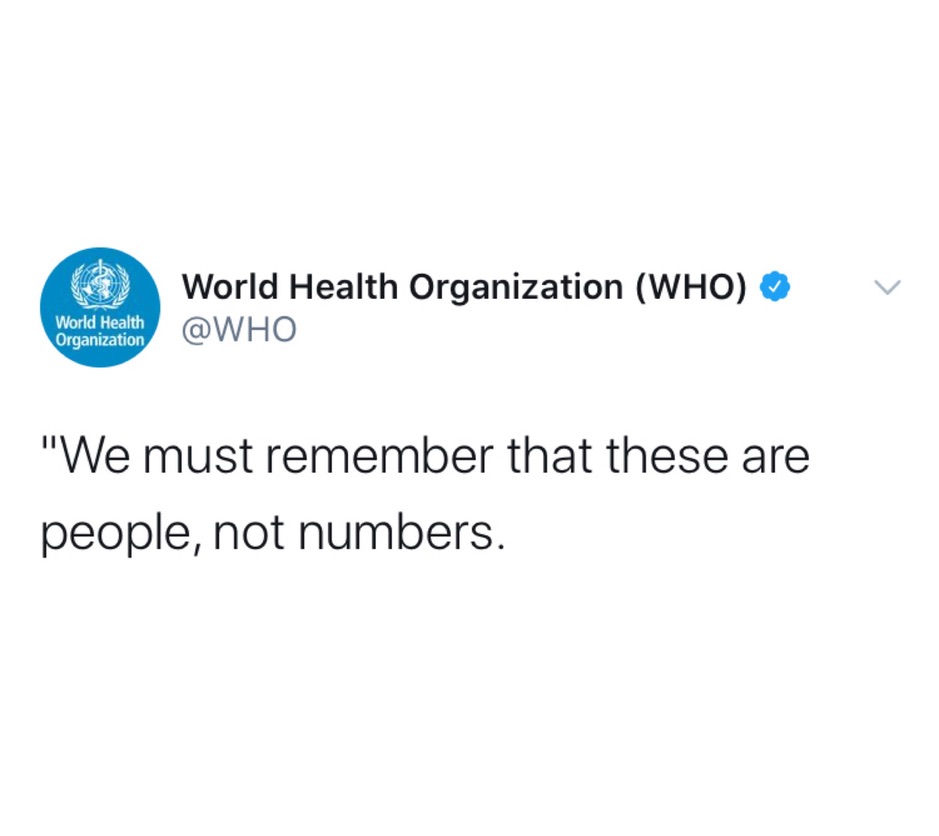 World Health
Organization
World Health Organization (WHO)
@WHO
"We must remember that these are
people, not numbers.